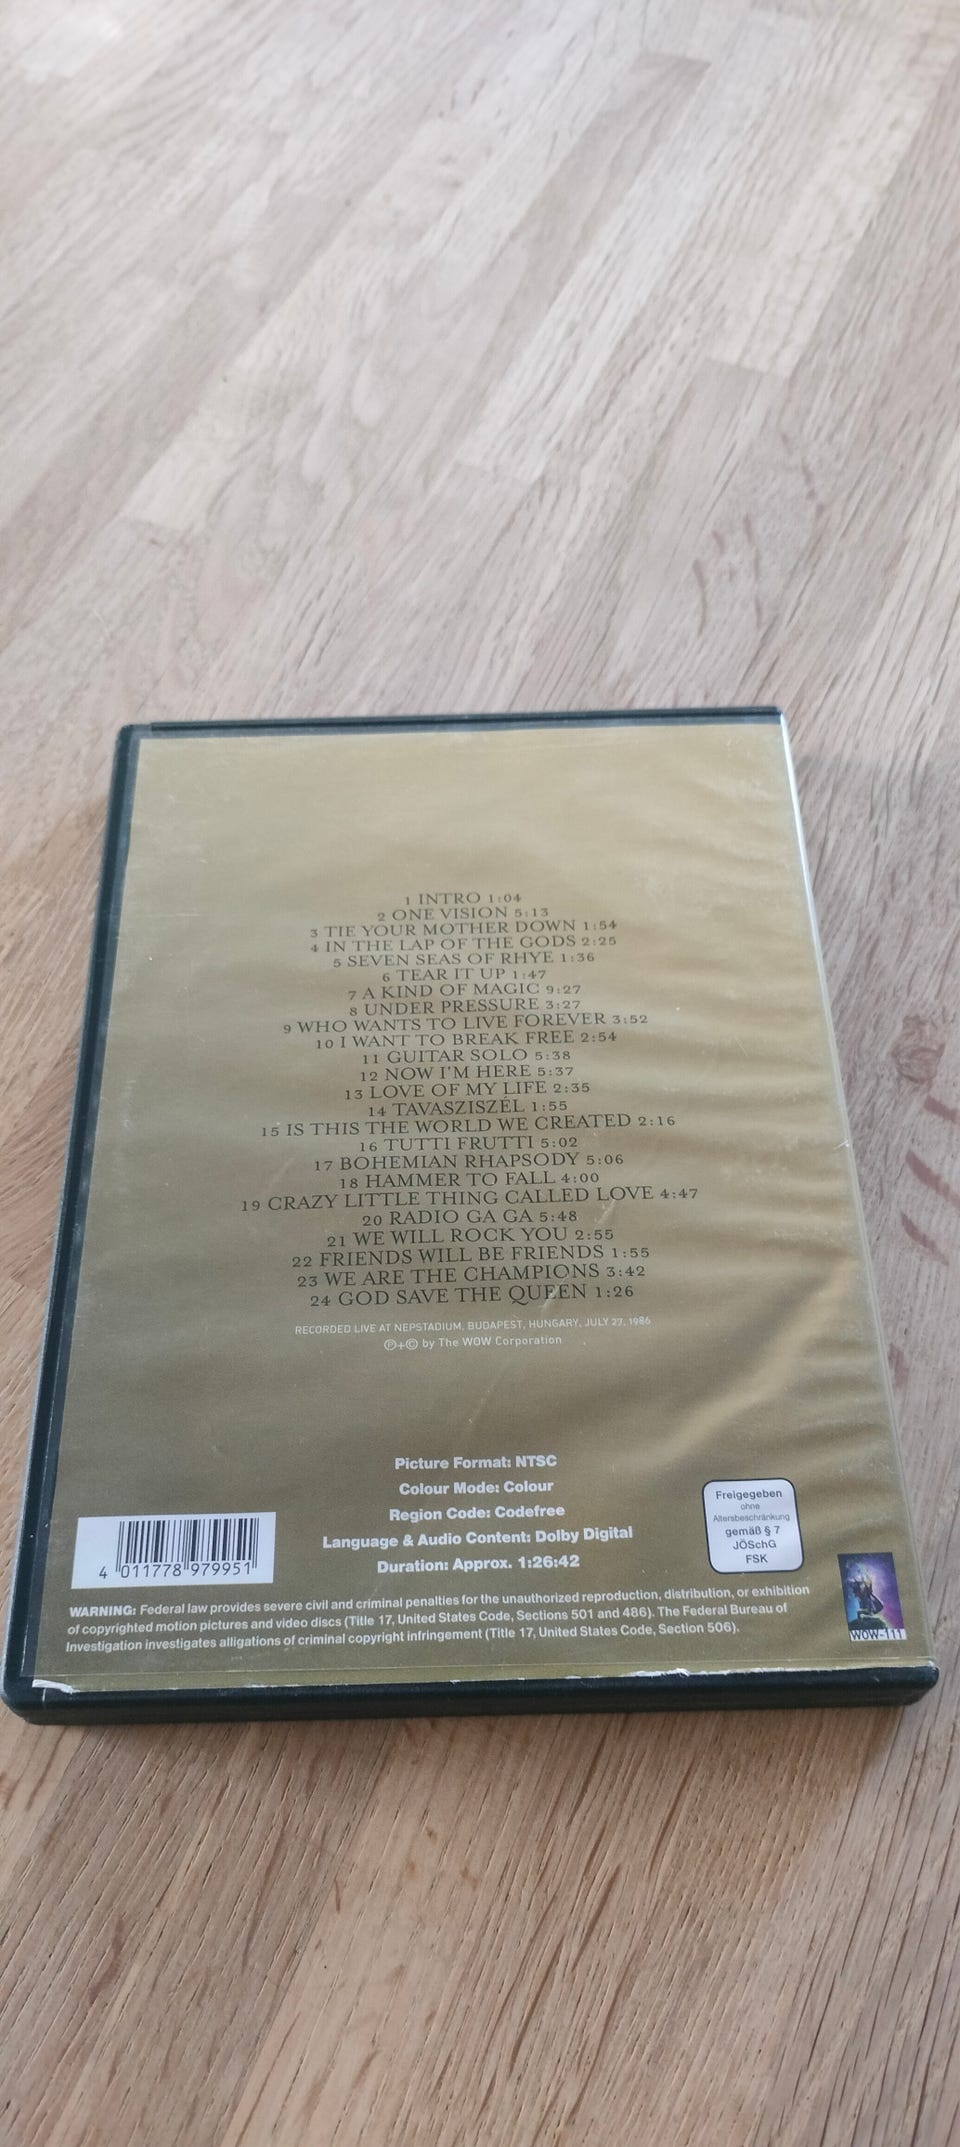 1 INTRO 1:04
2 ONE VISION 5:13
3 TIE YOUR MOTHER DOWN 1:54
4 IN THE LAP OF THE GODS 2:25
5 SEVEN SEAS OF RHYE 1:36
6 TEAR IT UP 1:47
7 A KIND OF MAGIC 9:27
8 UNDER PRESSURE 3:27
9 WHO WANTS TO LIVE FOREVER 3:52
10 I WANT TO BREAK FREE 2:54
11 GUITAR SOLO 5:38
12 NOW I'M HERE 5:37
13 LOVE OF MY LIFE 2:35
14 TAVASZISZÉL 1:55
15 IS THIS THE WORLD WE CREATED 2:16
16 TUTTI FRUTTI 5:02
17 BOHEMIAN RHAPSODY 5:06
18 HAMMER TO FALL 4:00
19 CRAZY LITTLE THING CALLED LOVE 4:47
20 RADIO GA GA 5:48
21 WE WILL ROCK YOU 2:55
22 FRIENDS WILL BE FRIENDS 1:55
23 WE ARE THE CHAMPIONS 3:42
24 GOD SAVE THE QUEEN 1:26
RECORDED LIVE AT NEPSTADIUM, BUDAPEST, HUNGARY, JULY 27, 1986
℗+© by The WOW Corporation
Picture Format: NTSC
Colour Mode: Colour
Region Code: Codefree
Language & Audio Content: Dolby Digital
Duration: Approx. 1:26:42
4 011778 979951
Freigegeben
ohne
Altersbeschränkung
gemäß § 7
JÖSchG
FSK
WOW-111
WARNING: Federal law provides severe civil and criminal penalties for the unauthorized reproduction, distribution, or exhibition
of copyrighted motion pictures and video discs (Title 17, United States Code, Sections 501 and 486). The Federal Bureau of
Investigation investigates alligations of criminal copyright infringement (Title 17, United States Code, Section 506).